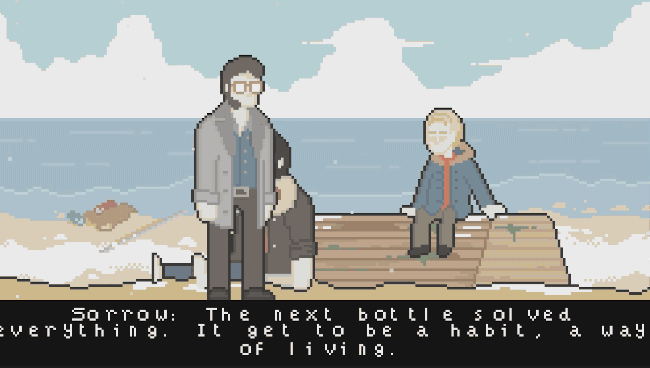 Sorrow: The next bottle solved
everything. It get to be a habit, a way
of living.